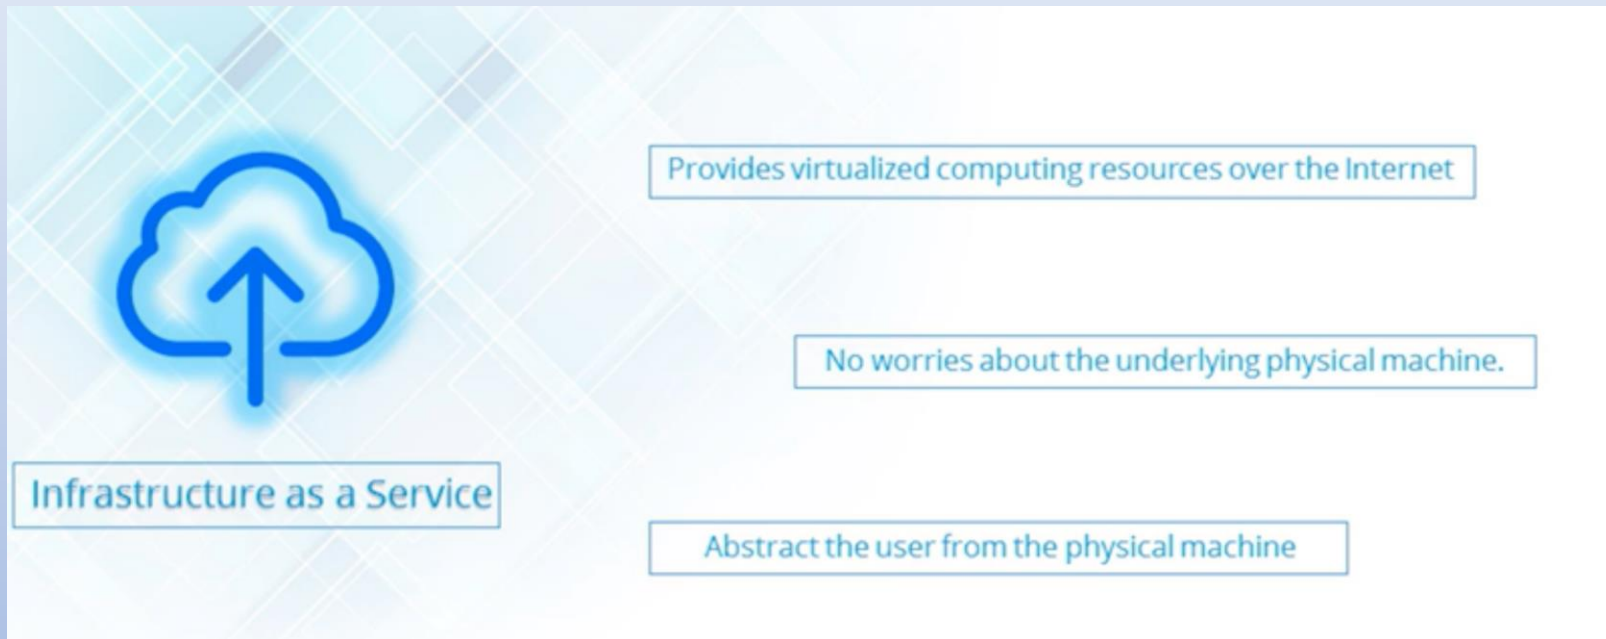 Provides virtualized computing resources over the Internet
No worries about the underlying physical machine.
Infrastructure as a Service
Abstract the user from the physical machine